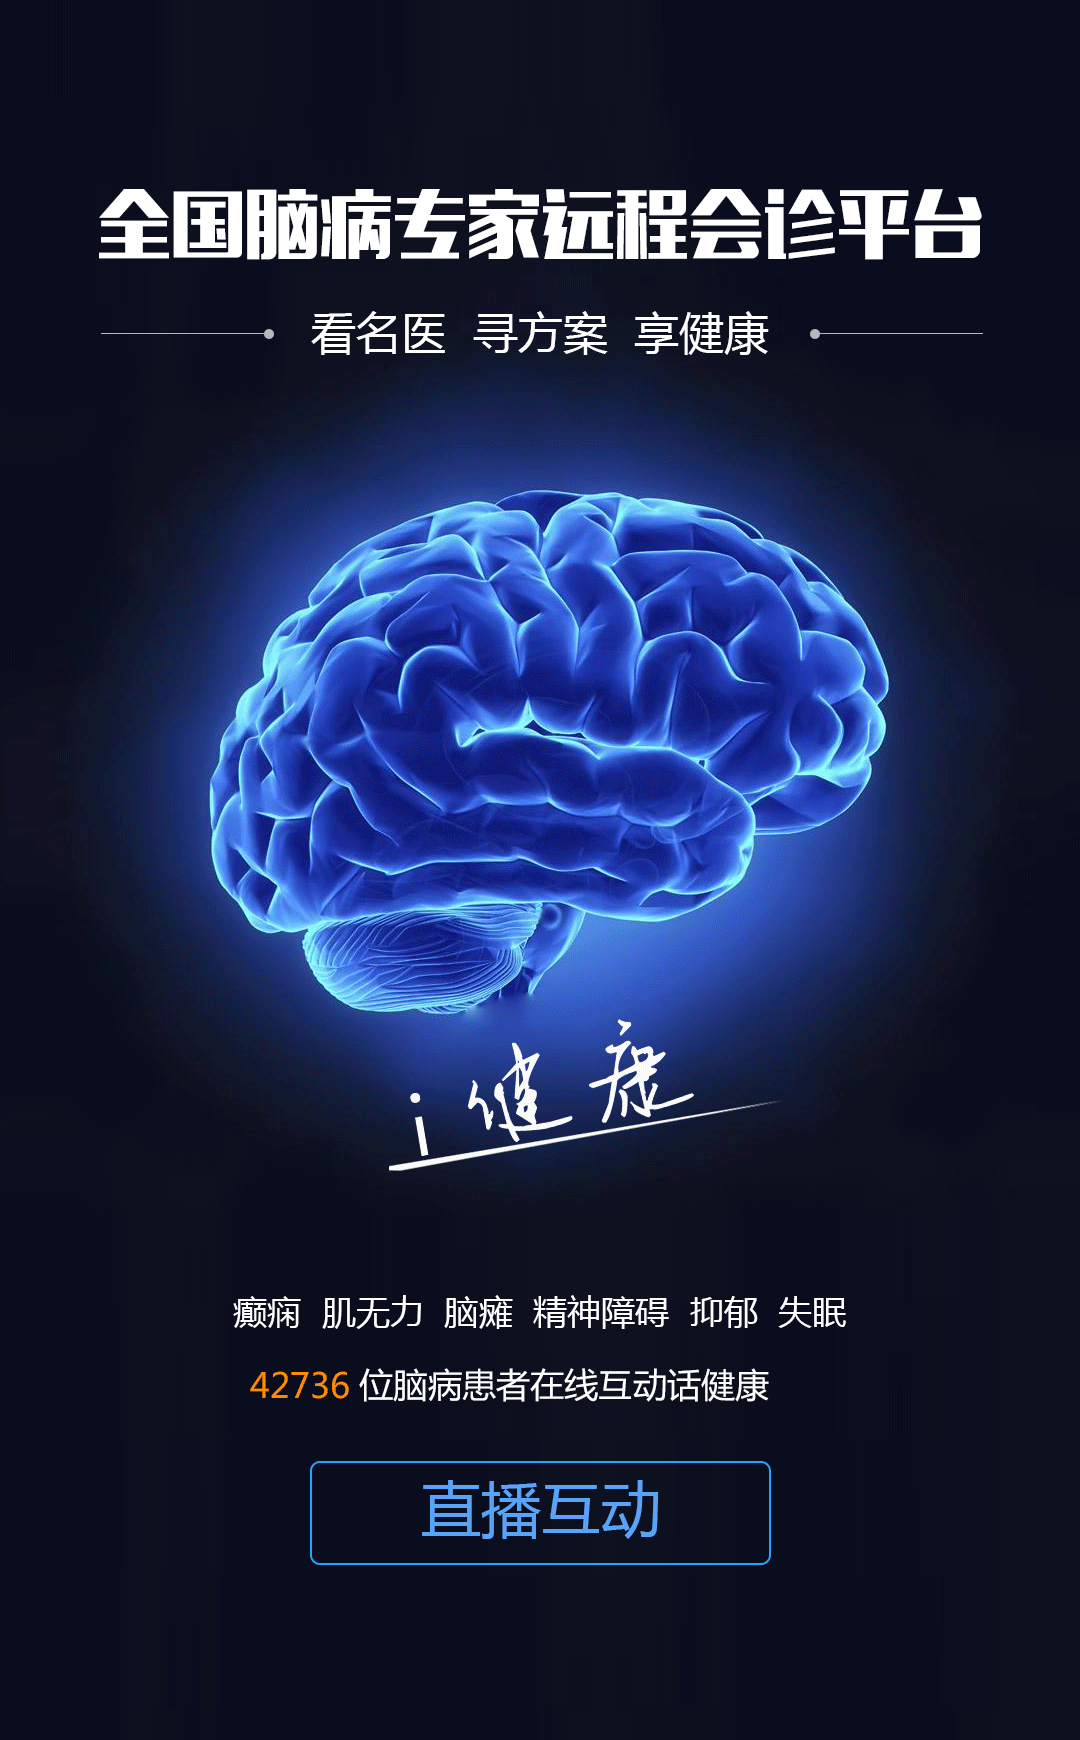 全国脑病专家远程会诊平台
看名医 寻方案 享健康
i 健康
癫痫 肌无力 脑瘫 精神障碍 抑郁 失眠
42736 位脑病患者在线互动话健康
直播互动